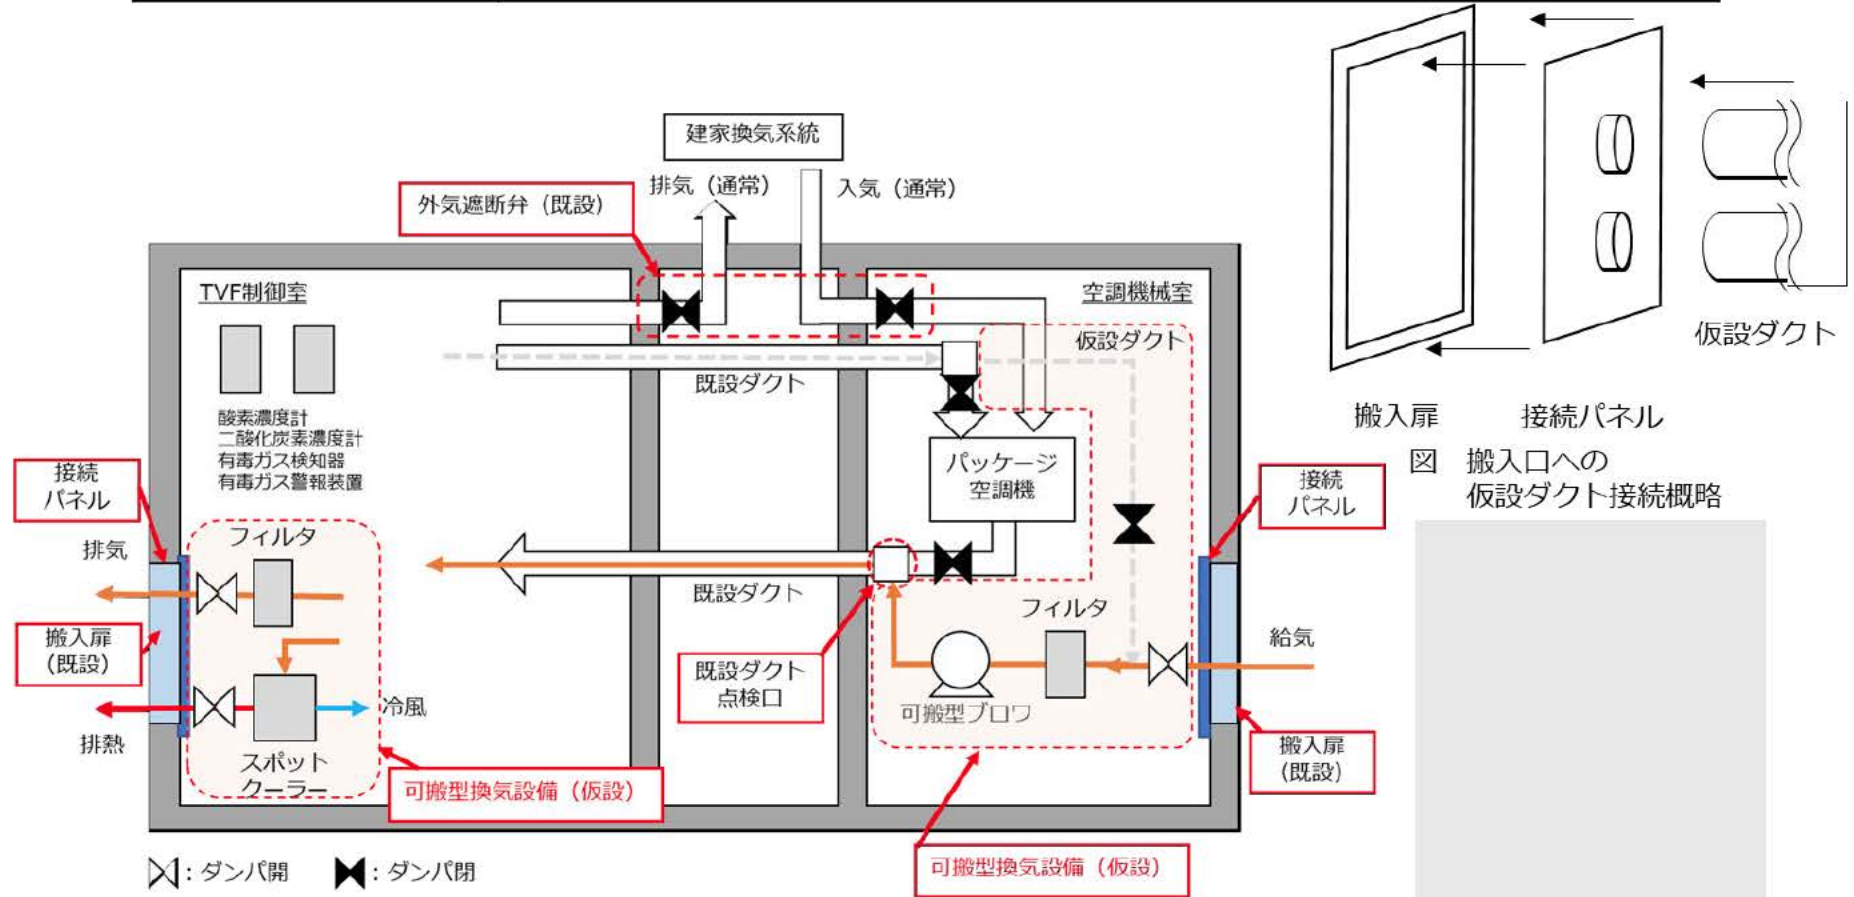 建家換気系統
排気（通常）
入気（通常）
外気遮断弁（既設）
TVF制御室
空調機械室
酸素濃度計
二酸化炭素濃度計
有毒ガス検知器
有毒ガス警報装置
既設ダクト
仮設ダクト
パッケージ
空調機
接続
パネル
排気
搬入扉
（既設）
排熱
フィルタ
スポット
クーラー
冷風
可搬型換気設備（仮設）
既設ダクト
既設ダクト
点検口
フィルタ
可搬型ブロワ
給気
接続
パネル
搬入扉
（既設）
可搬型換気設備（仮設）
：ダンパ開
：ダンパ閉
仮設ダクト
搬入扉
接続パネル
図　搬入口への
仮設ダクト接続概略